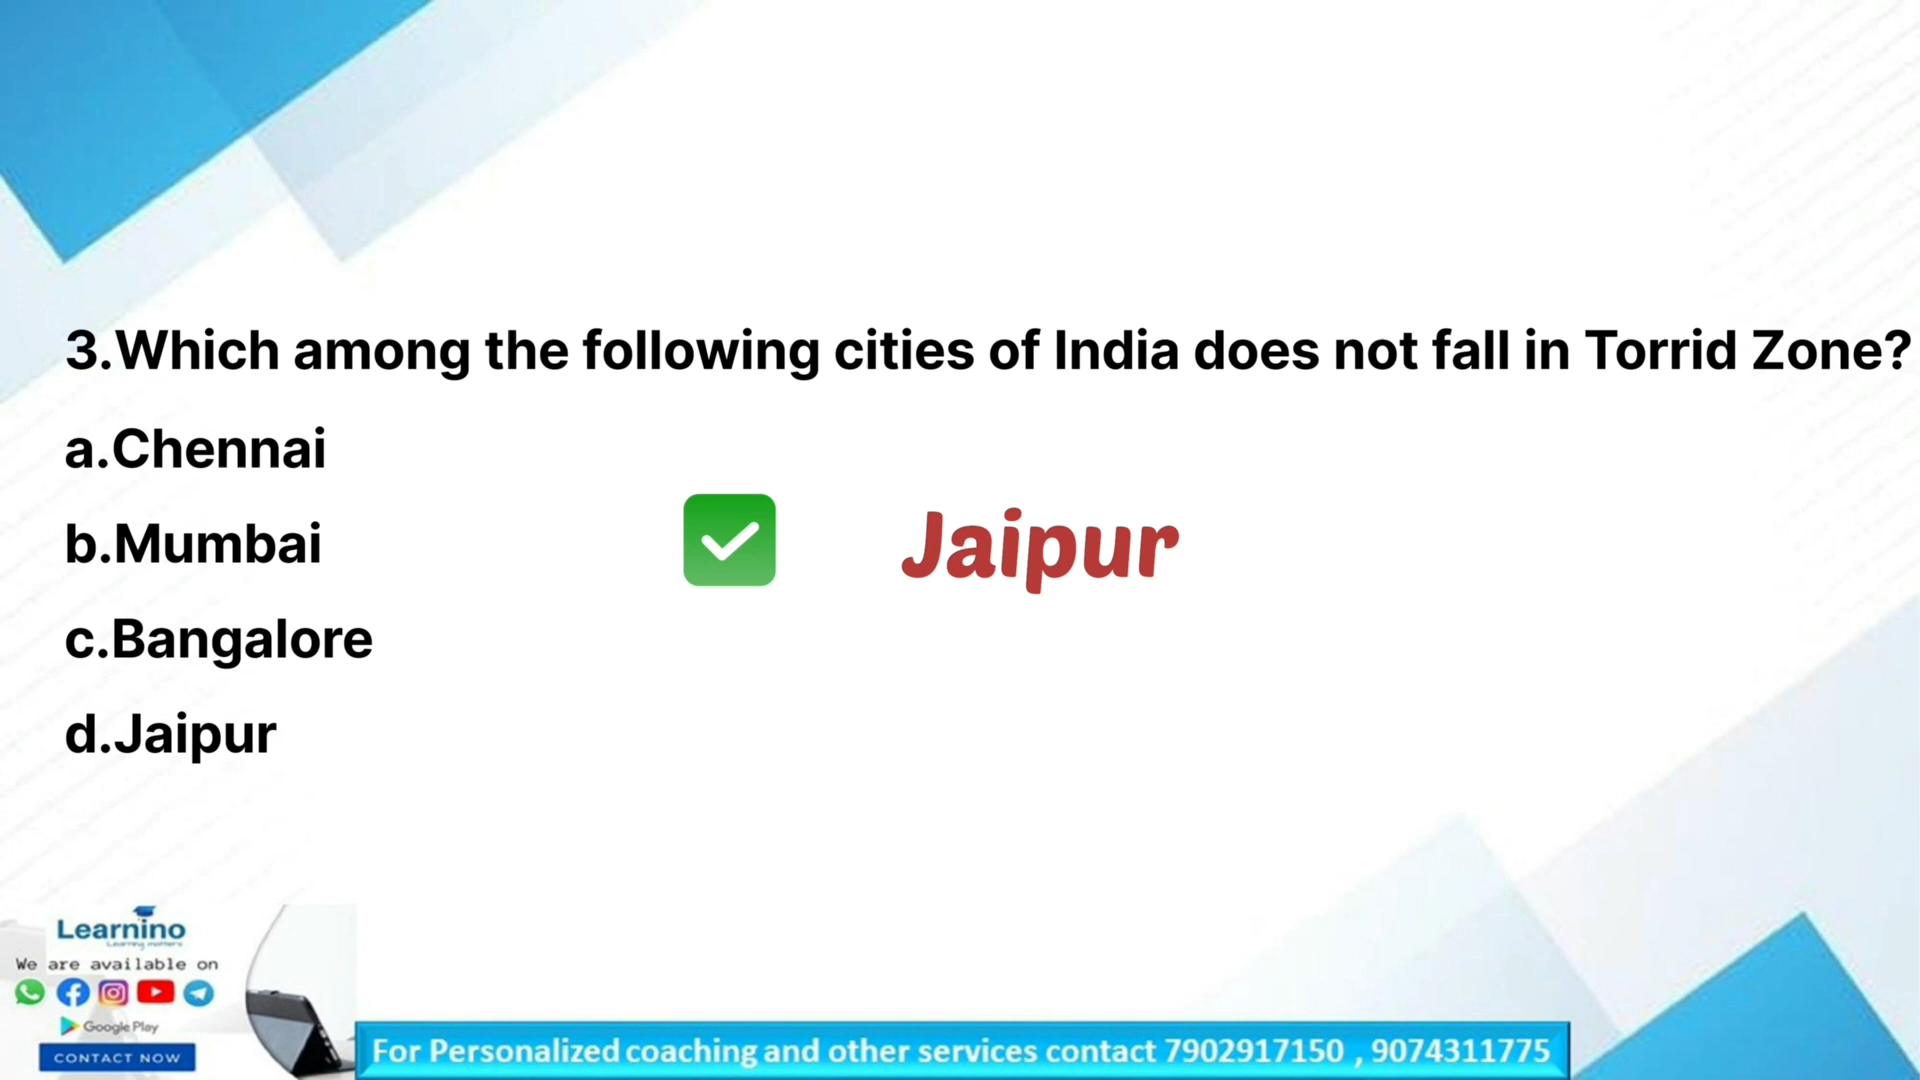 3.Which among the following cities of India does not fall in Torrid Zone?
a.Chennai
b.Mumbai
c.Bangalore
d.Jaipur
Jaipur
Learnino
Learning matters
We are available on
Google Play
CONTACT NOW
For Personalized coaching and other services contact 7902917150 , 9074311775